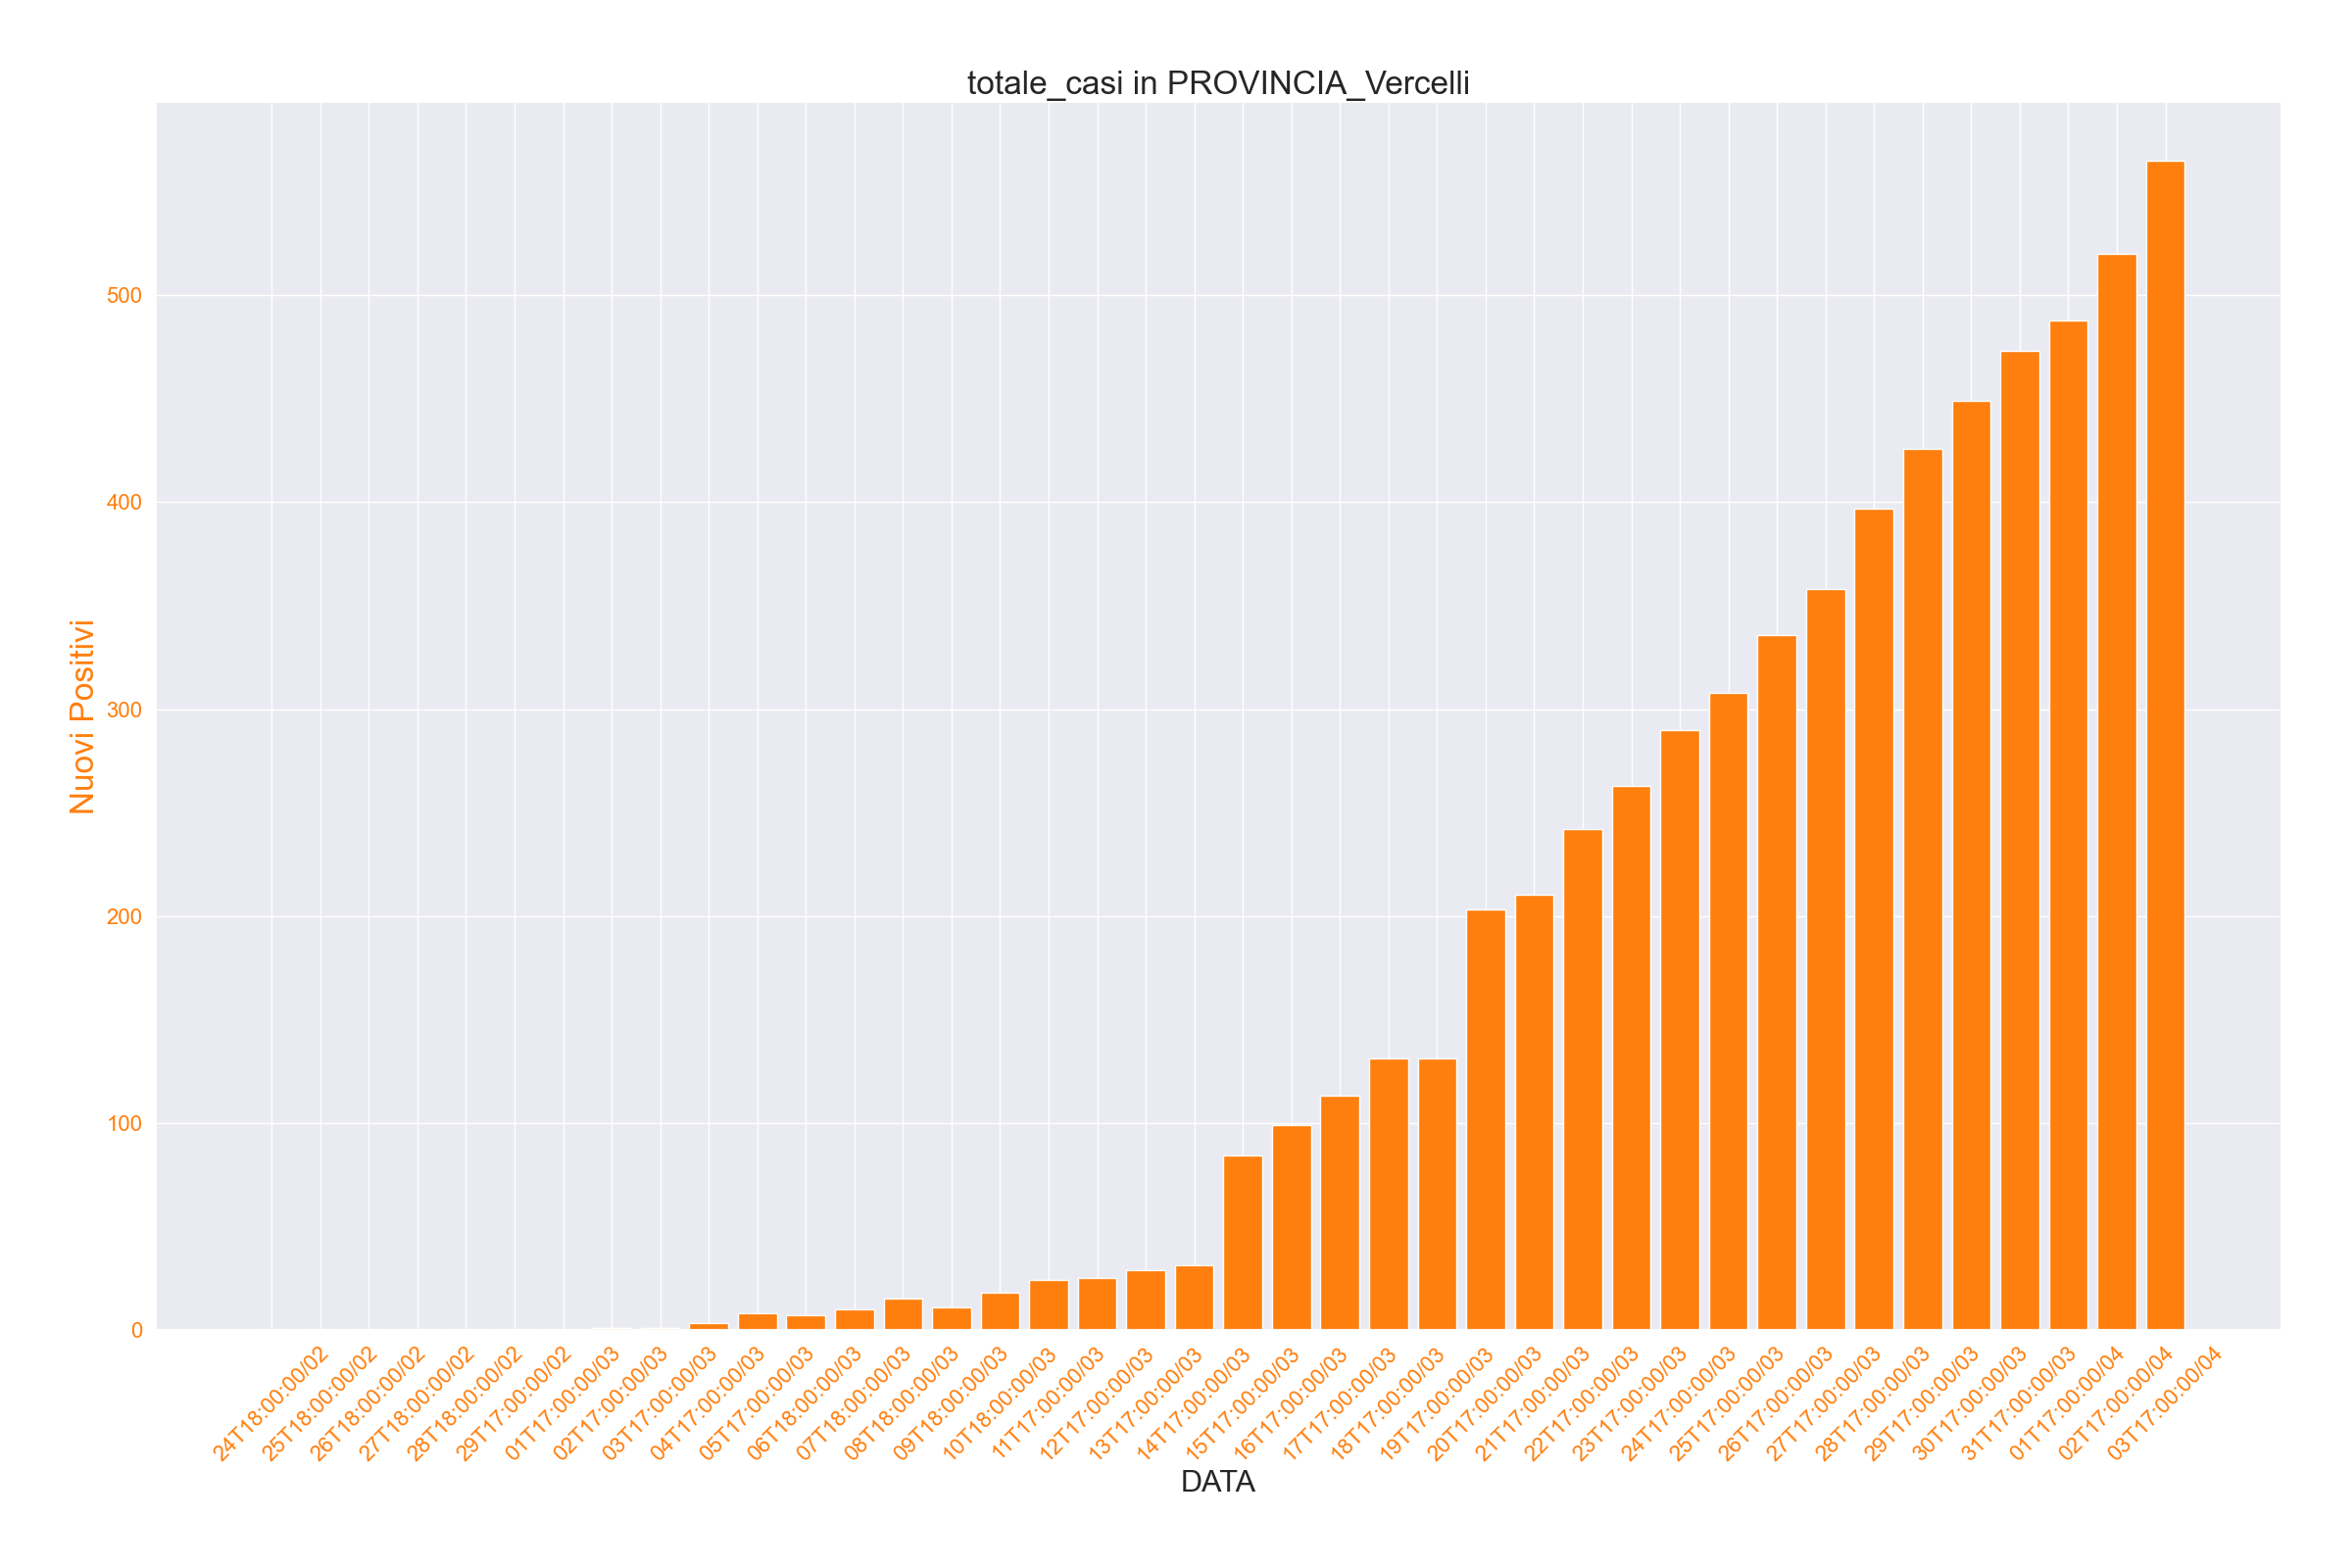 totale_casi in PROVINCIA_Vercelli
Nuovi Positivi
500
400
300
200
100
0
24T18:00:00/02
25T18:00:00/02
26T18:00:00/02
27T18:00:00/02
28T18:00:00/02
29T17:00:00/02
01T17:00:00/03
02T17:00:00/03
03T17:00:00/03
04T17:00:00/03
05T17:00:00/03
06T18:00:00/03
07T18:00:00/03
08T18:00:00/03
09T18:00:00/03
10T18:00:00/03
11T17:00:00/03
12T17:00:00/03
13T17:00:00/03
14T17:00:00/03
15T17:00:00/03
16T17:00:00/03
17T17:00:00/03
18T17:00:00/03
19T17:00:00/03
20T17:00:00/03
21T17:00:00/03
22T17:00:00/03
23T17:00:00/03
24T17:00:00/03
25T17:00:00/03
26T17:00:00/03
27T17:00:00/03
28T17:00:00/03
29T17:00:00/03
30T17:00:00/03
31T17:00:00/03
01T17:00:00/04
02T17:00:00/04
03T17:00:00/04
DATA